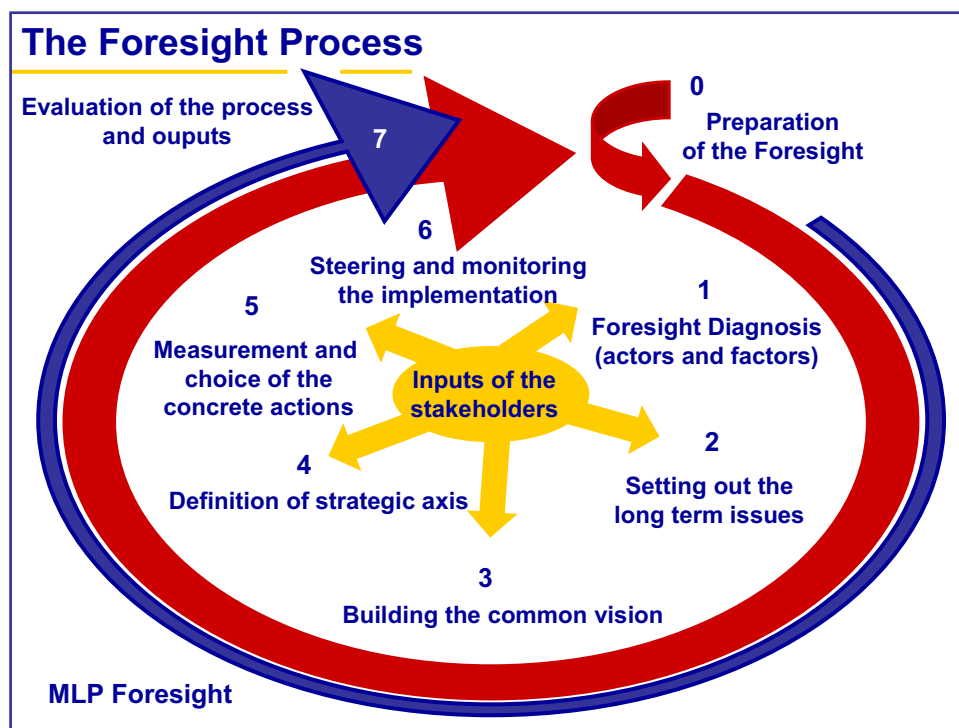 The Foresight Process
Evaluation of the process
and ouputs
7
0
Preparation
of the Foresight
6
Steering and monitoring
the implementation
1
Foresight Diagnosis
(actors and factors)
5
Measurement and
choice of the
concrete actions
Inputs of the
stakeholders
2
Setting out the
long term issues
4
Definition of strategic axis
3
Building the common vision
MLP Foresight